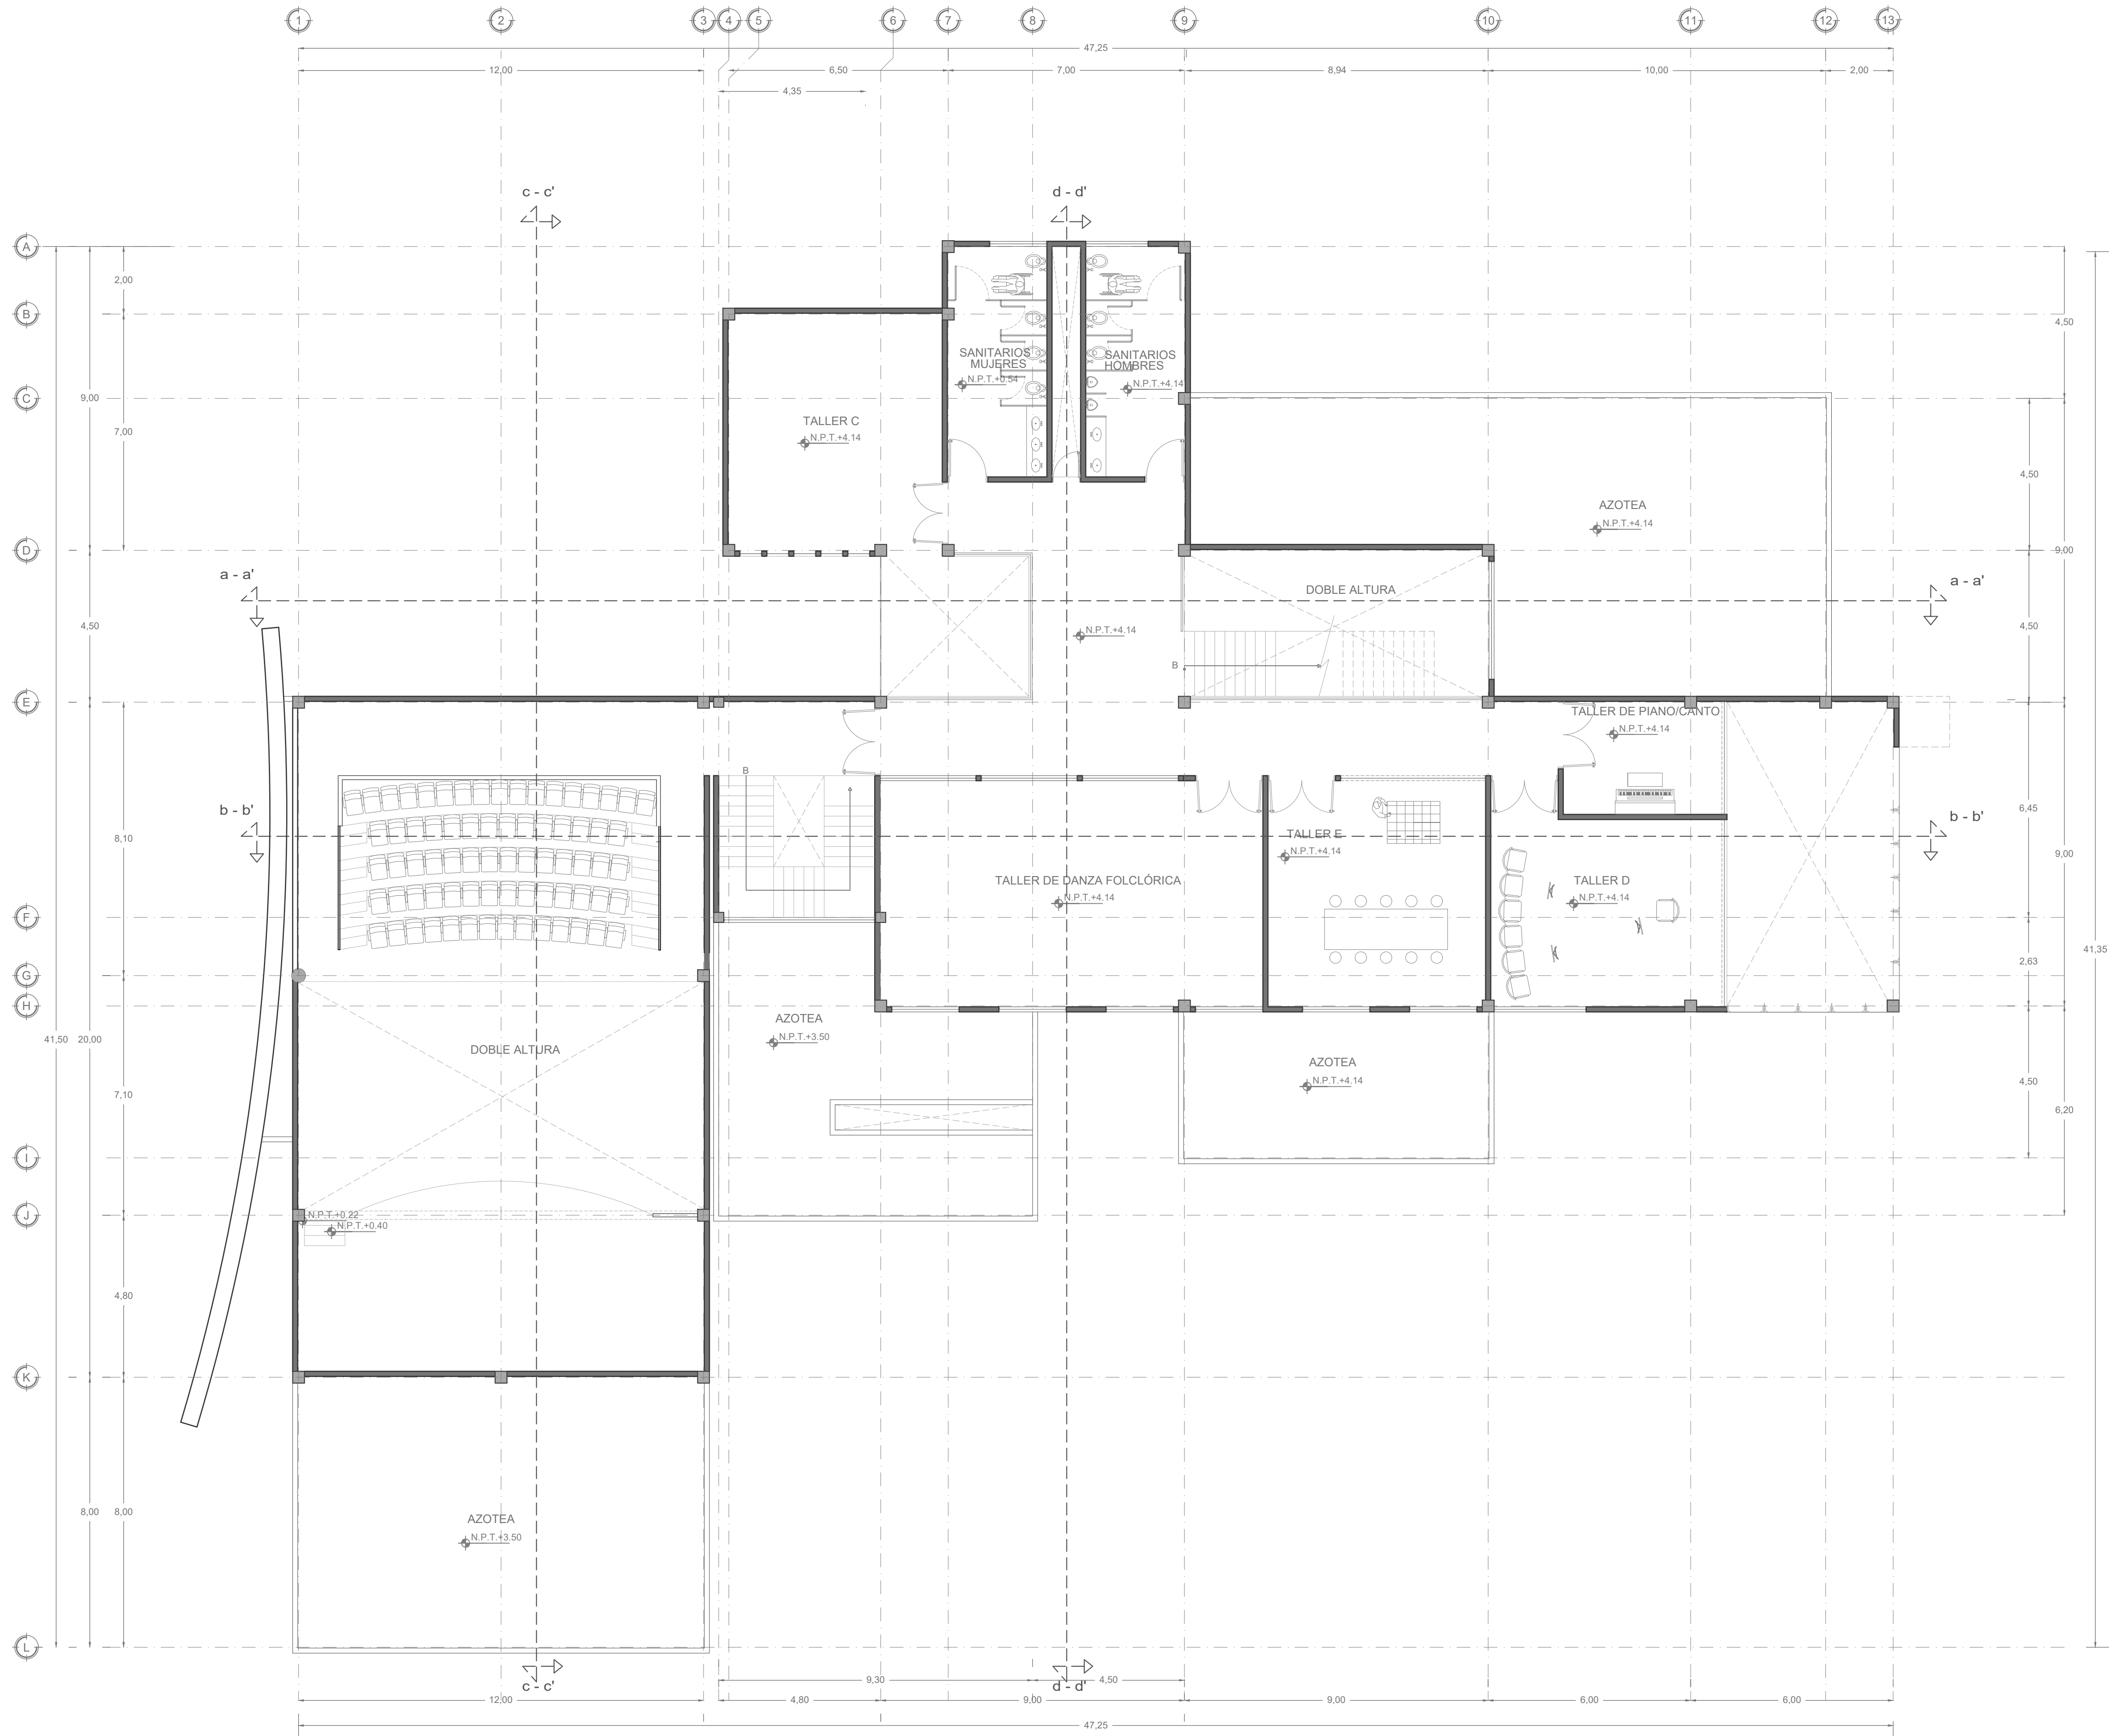 1 2 3 4 5 6 7 8 9 10 11 12 13
47,25
12,00 6,50 7,00 8,94 10,00 2,00
4,35
c - c' d - d'
A
2,00
B
4,50
SANITARIOS
MUJERES
N.P.T.+0.54
SANITARIOS
HOMBRES
N.P.T.+4.14
C
9,00
7,00
TALLER C
N.P.T.+4.14
4,50
AZOTEA
N.P.T.+4.14
D
9,00
a - a' a - a'
DOBLE ALTURA
4,50
4,50
N.P.T.+4.14
B
E
TALLER DE PIANO/CANTO
N.P.T.+4.14
B
b - b' b - b'
6,45
8,10
TALLER E
N.P.T.+4.14
9,00
TALLER DE DANZA FOLCLÓRICA
N.P.T.+4.14
TALLER D
N.P.T.+4.14
F
41,35
2,63
G
H
AZOTEA
N.P.T.+3.50
41,50 20,00
DOBLE ALTURA
AZOTEA
N.P.T.+4.14
4,50
7,10
6,20
I
J
N.P.T.+0.22
N.P.T.+0.40
4,80
K
8,00 8,00
AZOTEA
N.P.T.+3.50
L
9,30 4,50
c - c' d - d'
12,00 4,80 9,00 9,00 6,00 6,00
47,25